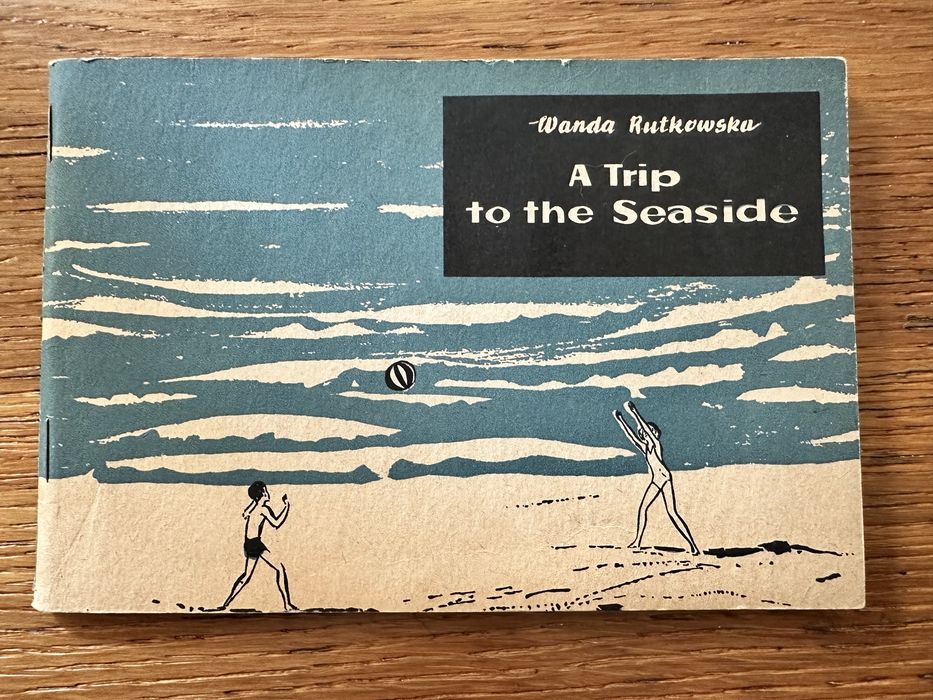 Wanda Rutkowska
A Trip
to the Seaside